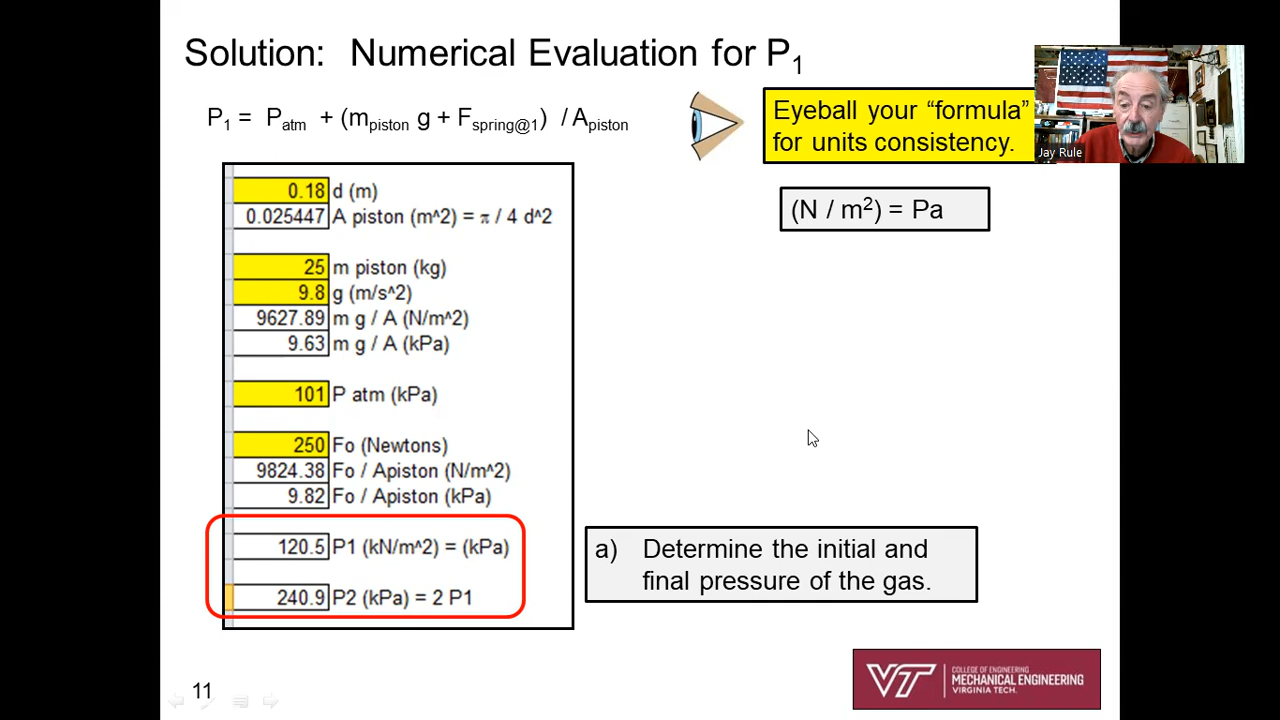 Solution: Numerical Evaluation for P₁
P₁ = Pₐₜₘ + (m_piston g + F_spring@1) / A_piston
Eyeball your “formula”
for units consistency.
Jay Rule
(N / m²) = Pa
0.18 d (m)
0.025447 A piston (m^2) = π / 4 d^2
25 m piston (kg)
9.8 g (m/s^2)
9627.89 m g / A (N/m^2)
9.63 m g / A (kPa)
101 P atm (kPa)
250 Fo (Newtons)
9824.38 Fo / Apiston (N/m^2)
9.82 Fo / Apiston (kPa)
120.5 P1 (kN/m^2) = (kPa)
240.9 P2 (kPa) = 2 P1
a) Determine the initial and
final pressure of the gas.
11
VT
COLLEGE OF ENGINEERING
MECHANICAL ENGINEERING
VIRGINIA TECH.